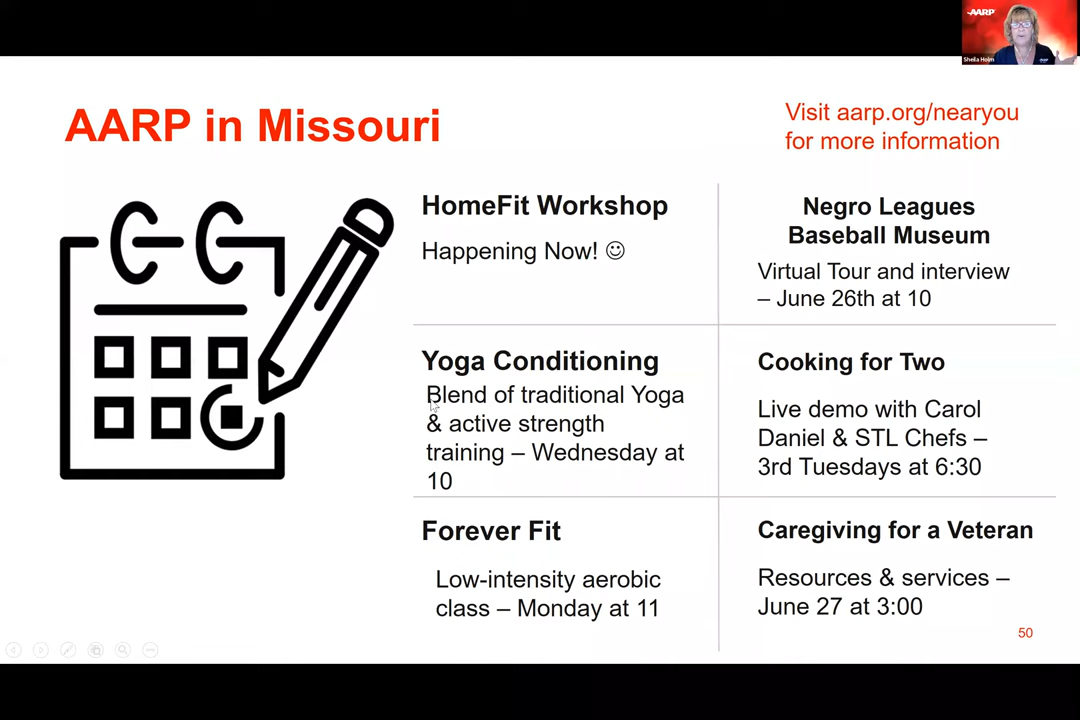 AARP
Sheila Holm
AARP in Missouri
Visit aarp.org/nearyou
for more information
HomeFit Workshop
Happening Now! ☺
Negro Leagues
Baseball Museum
Virtual Tour and interview
– June 26th at 10
Yoga Conditioning
Blend of traditional Yoga
& active strength
training – Wednesday at
10
Cooking for Two
Live demo with Carol
Daniel & STL Chefs –
3rd Tuesdays at 6:30
Forever Fit
Low-intensity aerobic
class – Monday at 11
Caregiving for a Veteran
Resources & services –
June 27 at 3:00
50